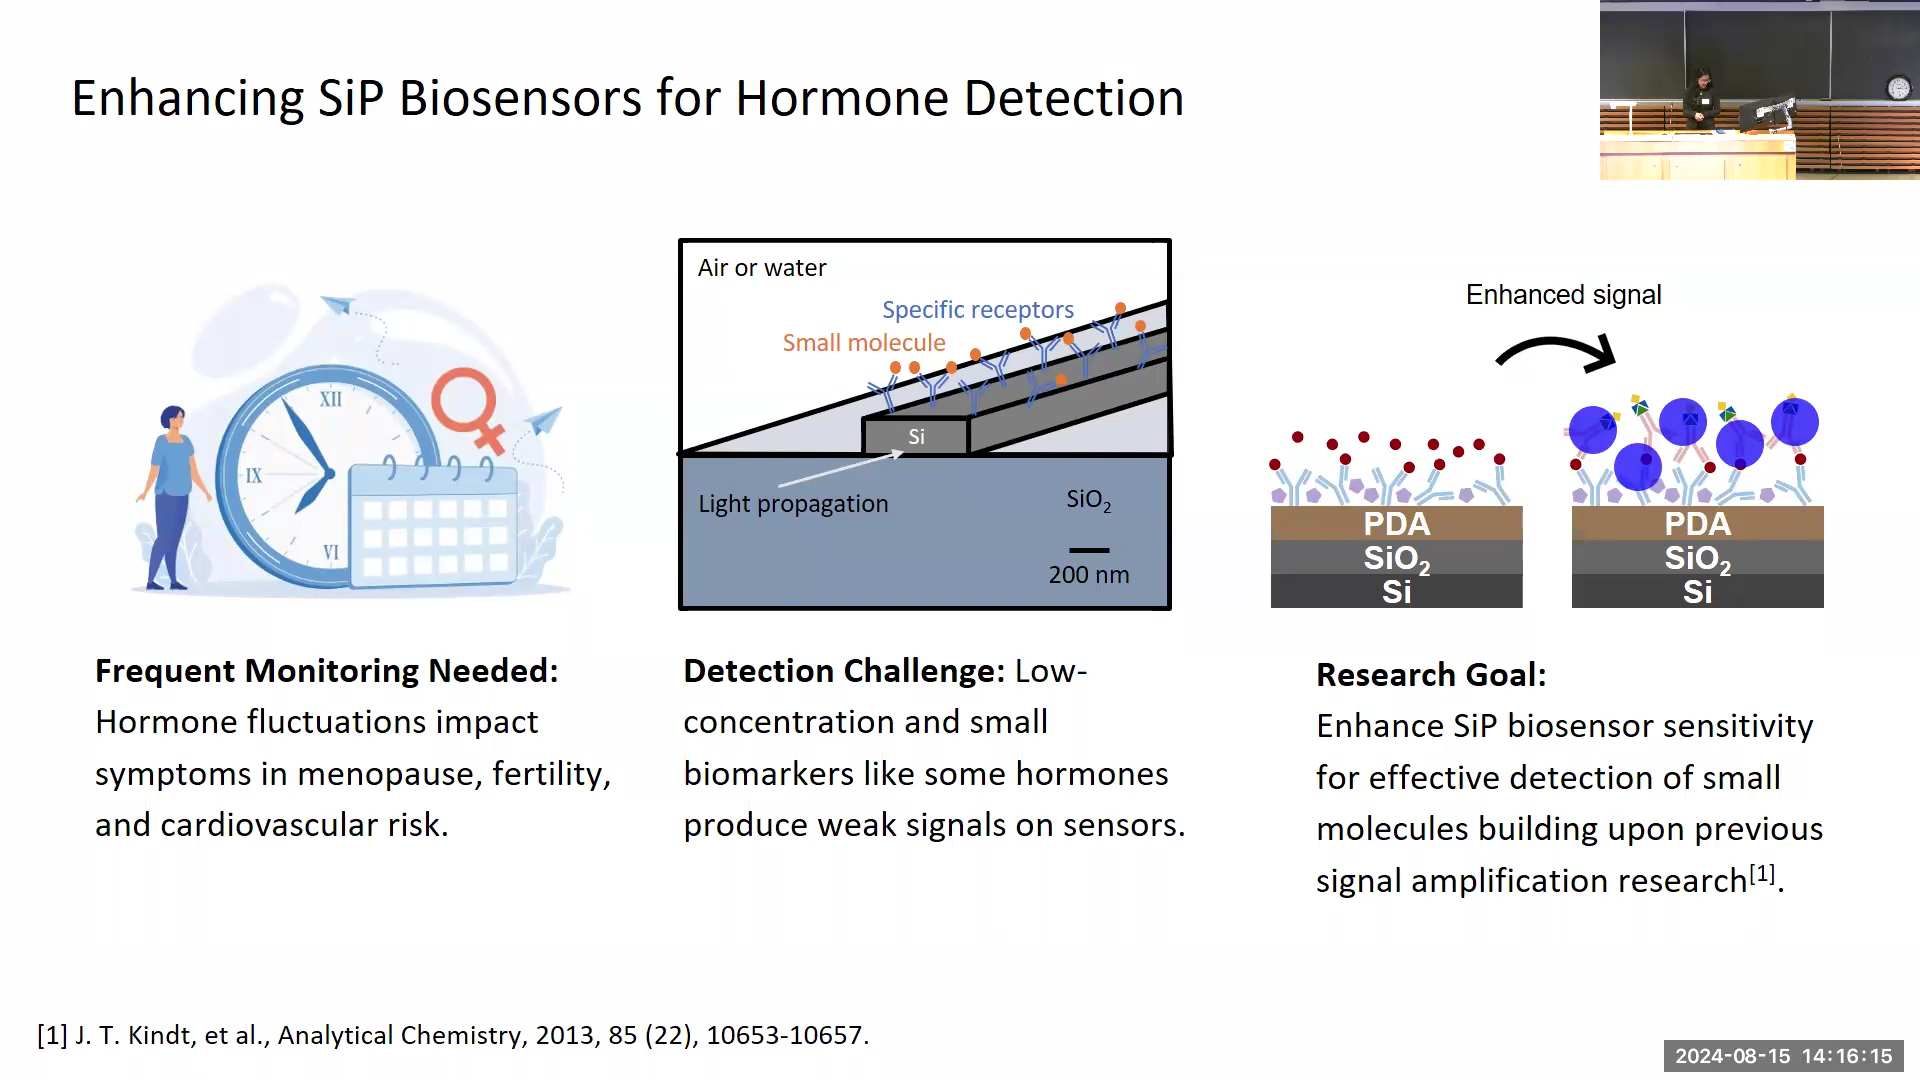 Enhancing SiP Biosensors for Hormone Detection
XII
IX
VI
Frequent Monitoring Needed:
Hormone fluctuations impact
symptoms in menopause, fertility,
and cardiovascular risk.
Air or water
Specific receptors
Small molecule
Si
Light propagation
SiO2
200 nm
Detection Challenge: Low-
concentration and small
biomarkers like some hormones
produce weak signals on sensors.
Enhanced signal
PDA
SiO2
Si
PDA
SiO2
Si
Research Goal:
Enhance SiP biosensor sensitivity
for effective detection of small
molecules building upon previous
signal amplification research[1].
[1] J. T. Kindt, et al., Analytical Chemistry, 2013, 85 (22), 10653-10657.
2024-08-15 14:16:15